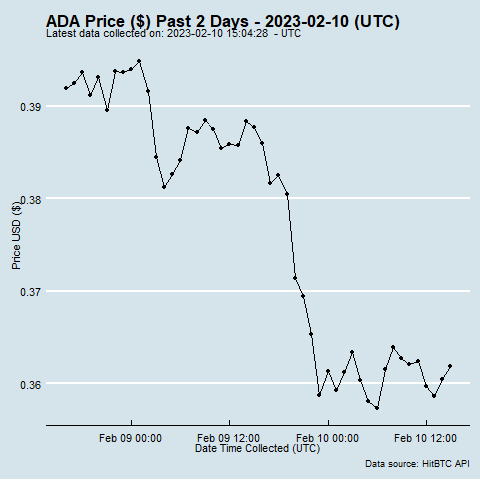 ADA Price ($) Past 2 Days - 2023-02-10 (UTC)
Latest data collected on: 2023-02-10 15:04:28 - UTC
Price USD ($)
0.39
0.38
0.37
0.36
Feb 09 00:00 Feb 09 12:00 Feb 10 00:00 Feb 10 12:00
Date Time Collected (UTC)
Data source: HitBTC API